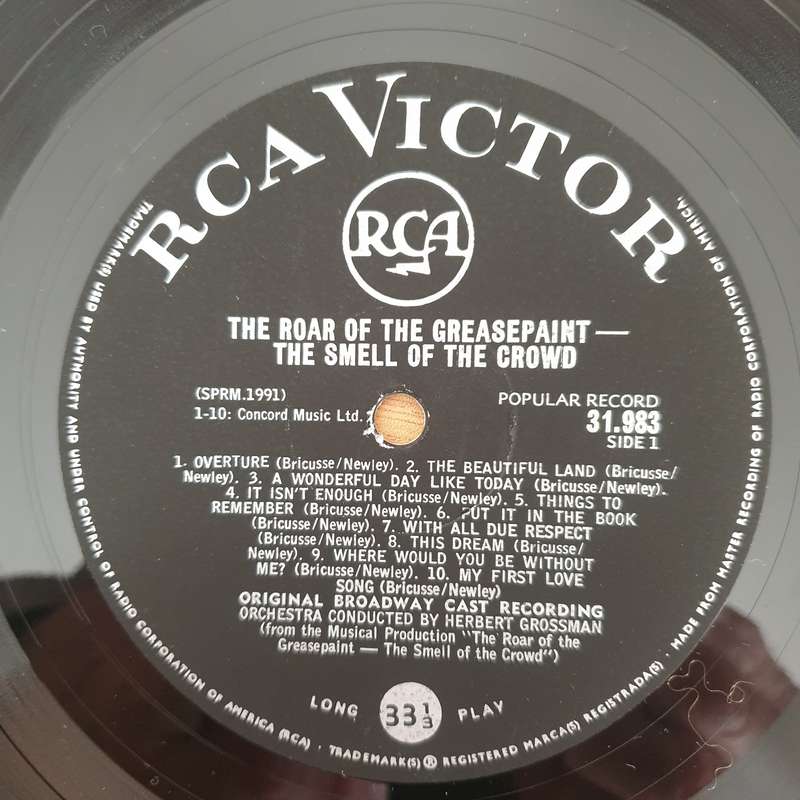 RCA VICTOR
RCA
THE ROAR OF THE GREASEPAINT—
THE SMELL OF THE CROWD
(SPRM.1991)
1-10: Concord Music Ltd.
POPULAR RECORD
31.983
SIDE 1
1. OVERTURE (Bricusse/Newley). 2. THE BEAUTIFUL LAND (Bricusse/
Newley). 3. A WONDERFUL DAY LIKE TODAY (Bricusse/Newley).
4. IT ISN'T ENOUGH (Bricusse/Newley). 5. THINGS TO
REMEMBER (Bricusse/Newley). 6. PUT IT IN THE BOOK
(Bricusse/Newley). 7. WITH ALL DUE RESPECT
(Bricusse/Newley). 8. THIS DREAM (Bricusse/
Newley). 9. WHERE WOULD YOU BE WITHOUT
ME? (Bricusse/Newley). 10. MY FIRST LOVE
SONG (Bricusse/Newley)
ORIGINAL BROADWAY CAST RECORDING
ORCHESTRA CONDUCTED BY HERBERT GROSSMAN
(from the Musical Production "The Roar of the
Greasepaint — The Smell of the Crowd")
LONG 33 1/3 PLAY
TRADEMARK(S) USED BY AUTHORITY AND UNDER CONTROL OF RADIO CORPORATION OF AMERICA (RCA) · TRADEMARK(S) ® REGISTERED MARCA(S) REGISTRADA(S) · MADE FROM MASTER RECORDING OF RADIO CORPORATION OF AMERICA.